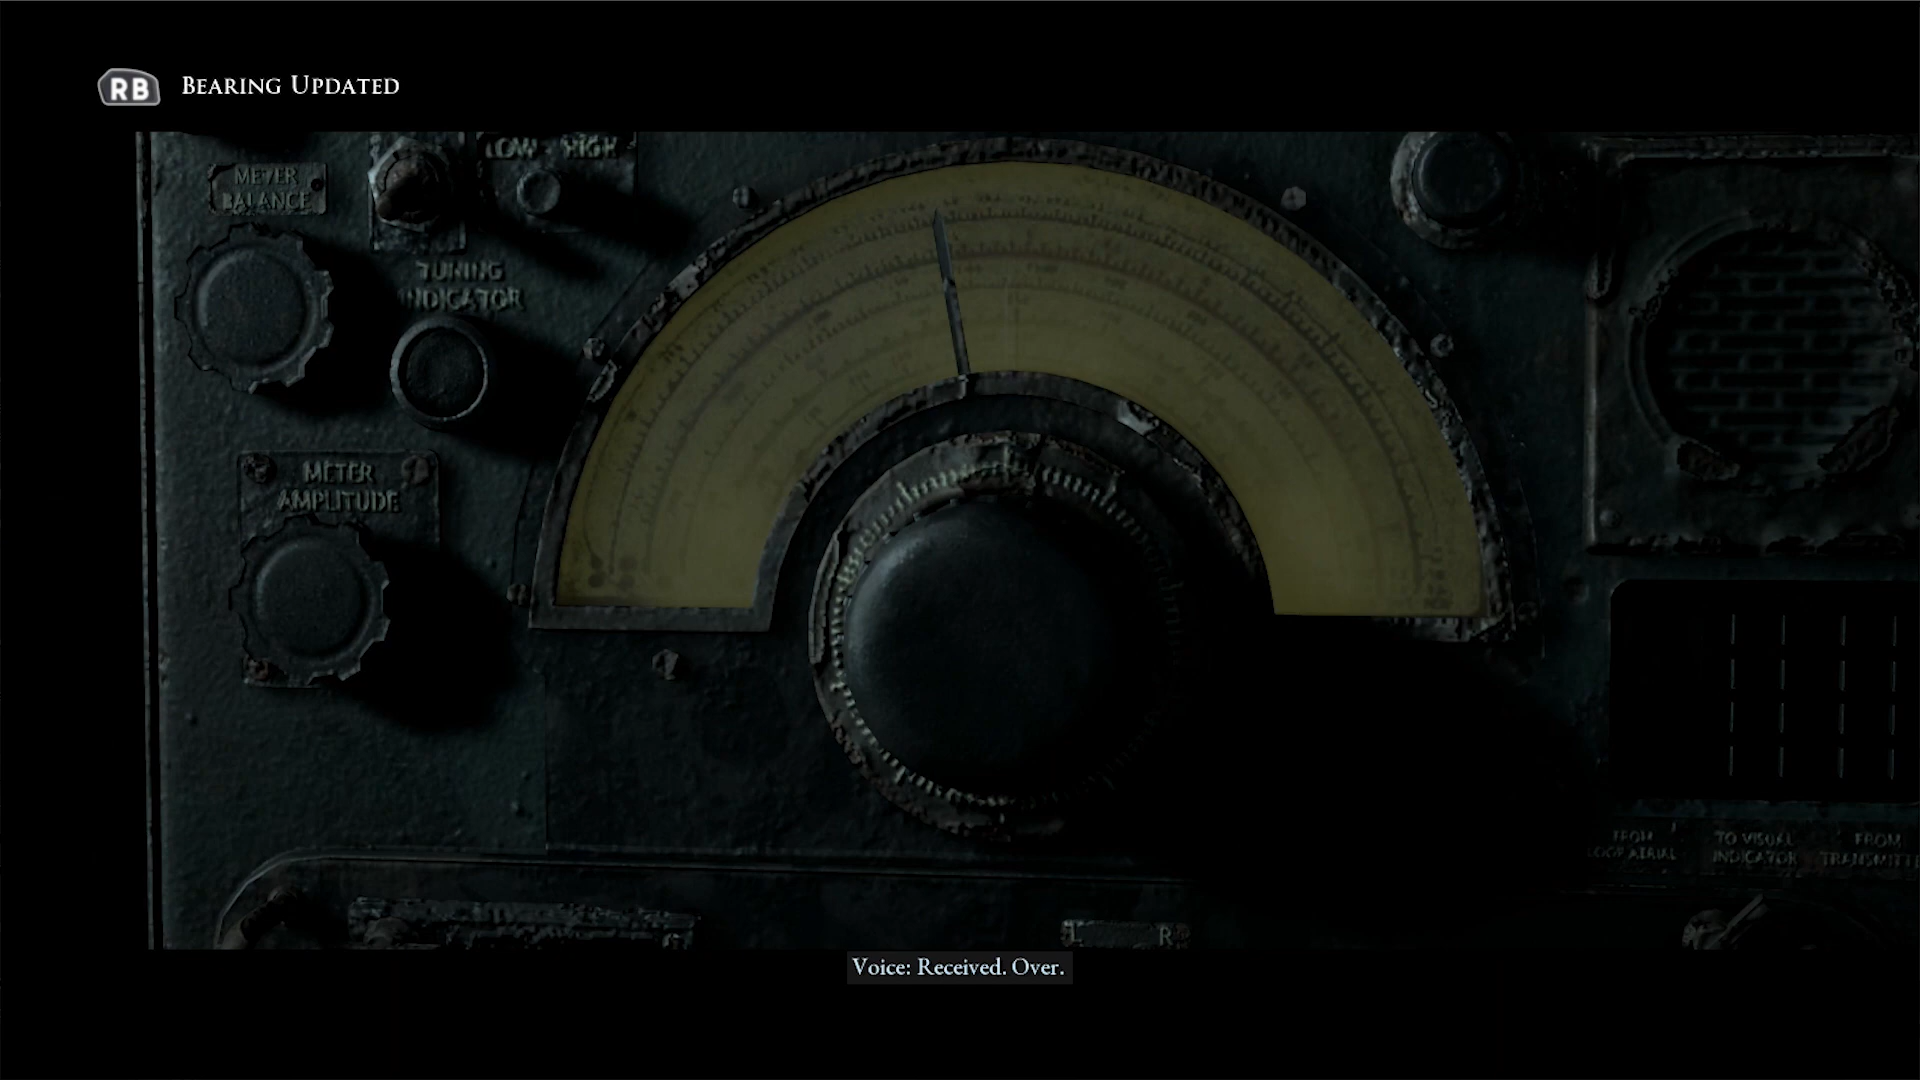 RB BEARING UPDATED
LOW - HIGH
METER
BALANCE
TUNING
INDICATOR
METER
AMPLITUDE
FROM
LOOP AERIAL
TO VISUAL
INDICATOR
FROM
L
R
Voice: Received. Over.